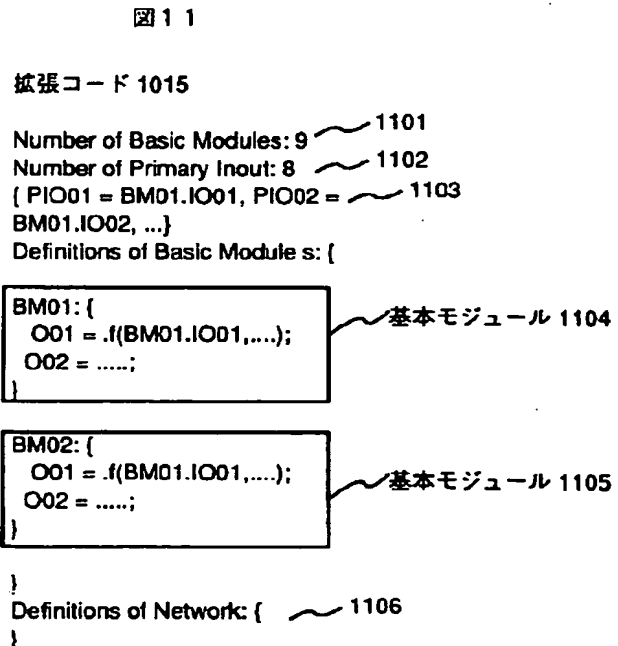 図11
拡張コード 1015
Number of Basic Modules: 9 1101
Number of Primary Inout: 8 1102
{ PIO01 = BM01.IO01, PIO02 = 1103
BM01.IO02, ...}
Definitions of Basic Module s: {
BM01: {
O01 = .f(BM01.IO01,....);
O02 = .....;
}
基本モジュール 1104
BM02: {
O01 = .f(BM01.IO01,....);
O02 = .....;
}
基本モジュール 1105
}
Definitions of Network: { 1106
}